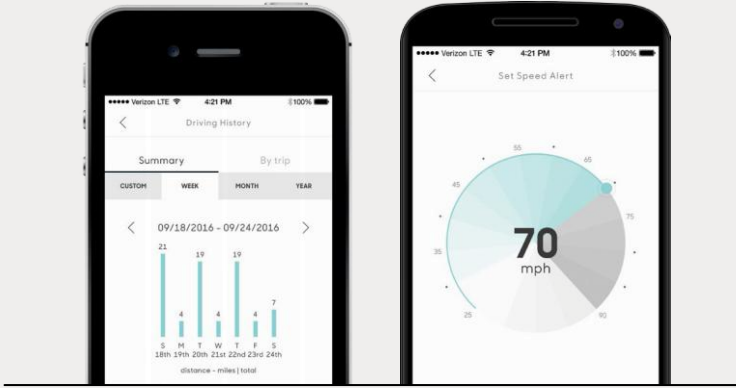 Verizon LTE 4:21 PM 100%
Driving History
Summary By trip
CUSTOM WEEK MONTH YEAR
09/18/2016 - 09/24/2016
21
19 19
7
4 4 4
S M T W T F S
18th 19th 20th 21st 22nd 23rd 24th
distance - miles | total
Verizon LTE 4:21 PM 100%
Set Speed Alert
55
45 65
35 75
70
mph
25 90